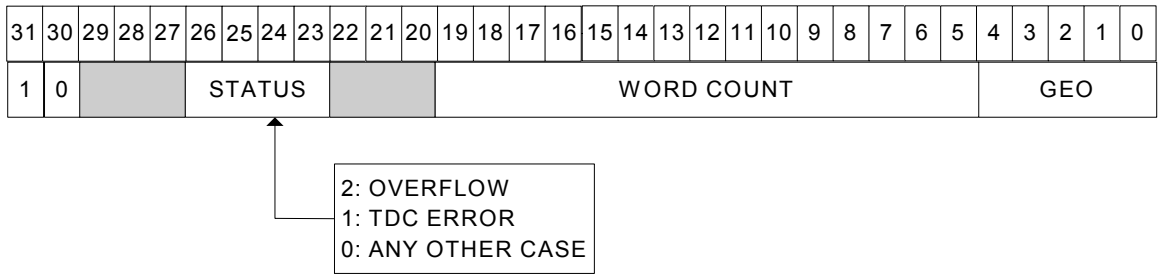 31 30 29 28 27 26 25 24 23 22 21 20 19 18 17 16 15 14 13 12 11 10 9 8 7 6 5 4 3 2 1 0
1 0 STATUS WORD COUNT GEO
2: OVERFLOW
1: TDC ERROR
0: ANY OTHER CASE